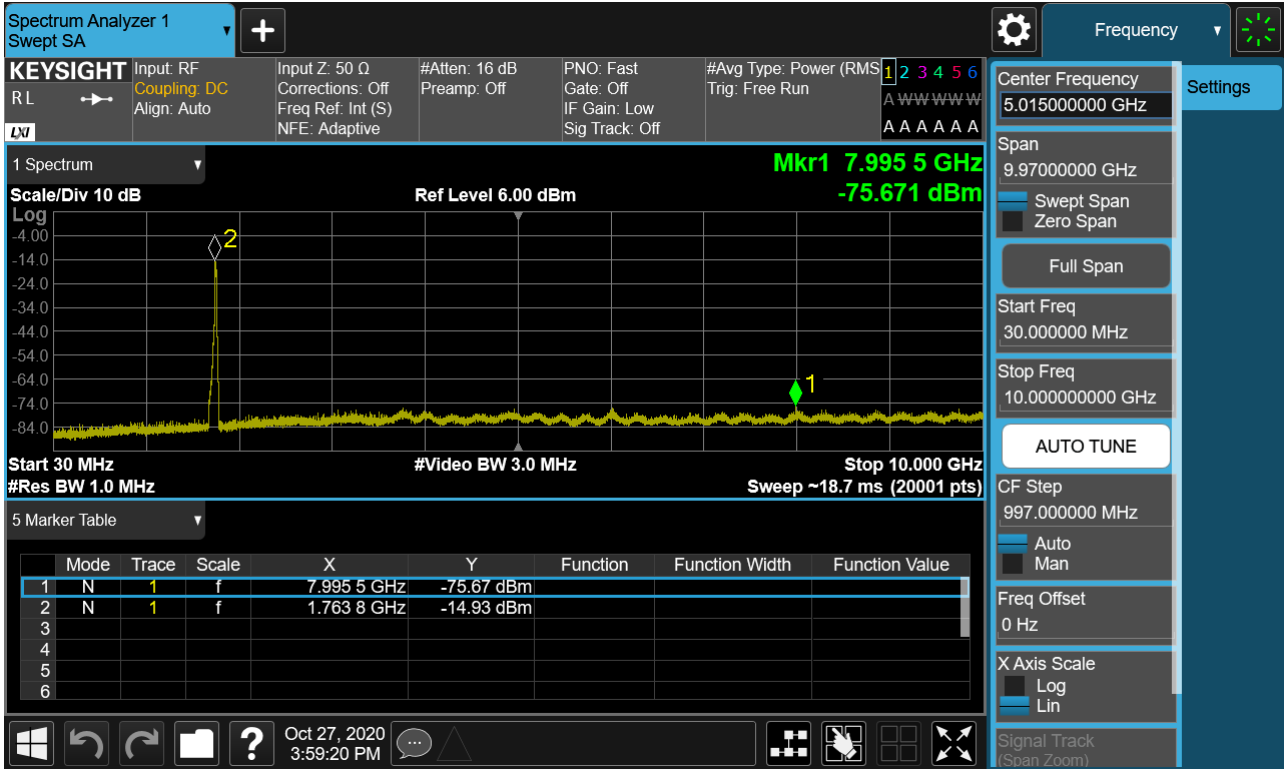 Spectrum Analyzer 1
Swept SA
Frequency
KEYSIGHT
R L
LXI
Input: RF
Coupling: DC
Align: Auto
Input Z: 50 Ω
Corrections: Off
Freq Ref: Int (S)
NFE: Adaptive
#Atten: 16 dB
Preamp: Off
PNO: Fast
Gate: Off
IF Gain: Low
Sig Track: Off
#Avg Type: Power (RMS
Trig: Free Run
1 2 3 4 5 6
A W W W W W
A A A A A A
1 Spectrum
Mkr1 7.995 5 GHz
-75.671 dBm
Scale/Div 10 dB
Ref Level 6.00 dBm
Log
-4.00
-14.0
-24.0
-34.0
-44.0
-54.0
-64.0
-74.0
-84.0
2
1
Start 30 MHz
#Video BW 3.0 MHz
Stop 10.000 GHz
#Res BW 1.0 MHz
Sweep ~18.7 ms (20001 pts)
5 Marker Table
Mode Trace Scale X Y Function Function Width Function Value
1 N 1 f 7.995 5 GHz -75.67 dBm
2 N 1 f 1.763 8 GHz -14.93 dBm
3
4
5
6
Oct 27, 2020
3:59:20 PM
?
Center Frequency
5.015000000 GHz
Settings
Span
9.97000000 GHz
Swept Span
Zero Span
Full Span
Start Freq
30.000000 MHz
Stop Freq
10.000000000 GHz
AUTO TUNE
CF Step
997.000000 MHz
Auto
Man
Freq Offset
0 Hz
X Axis Scale
Log
Lin
Signal Track
(Span Zoom)